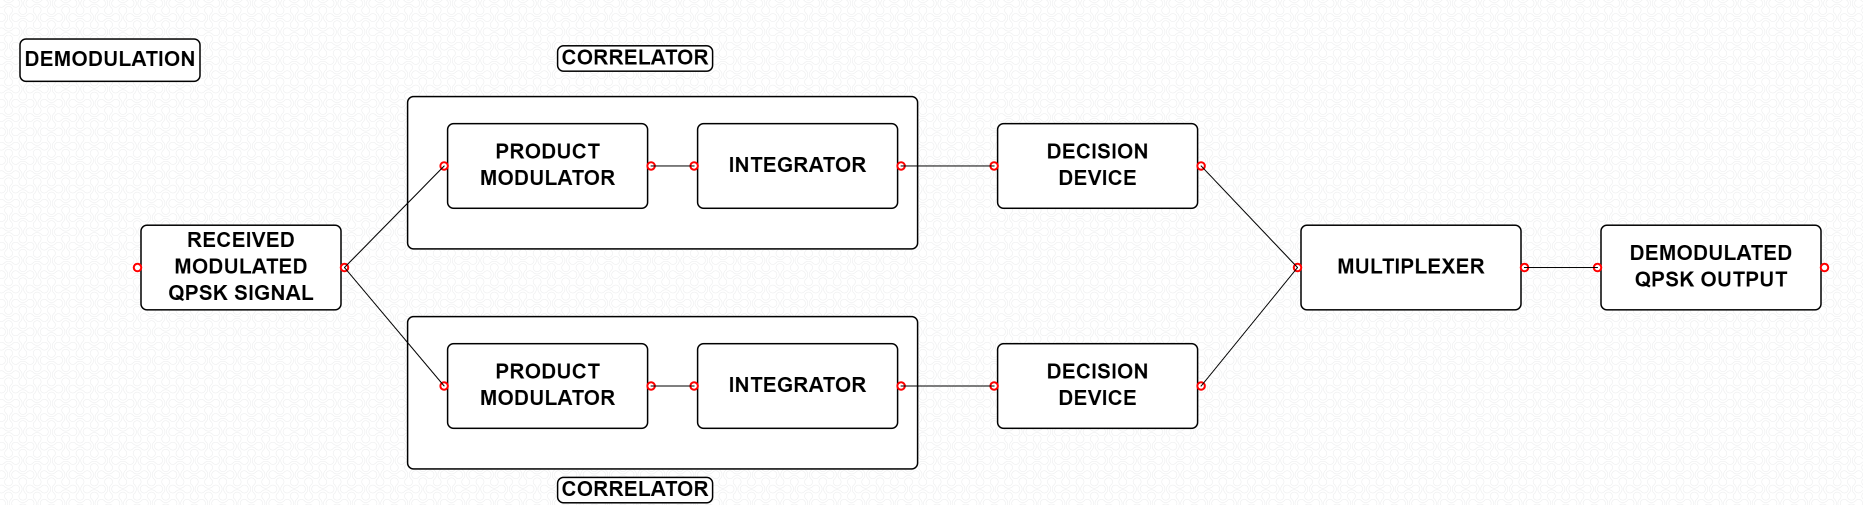 DEMODULATION
CORRELATOR
PRODUCT
MODULATOR
INTEGRATOR
DECISION
DEVICE
RECEIVED
MODULATED
QPSK SIGNAL
MULTIPLEXER
DEMODULATED
QPSK OUTPUT
PRODUCT
MODULATOR
INTEGRATOR
DECISION
DEVICE
CORRELATOR